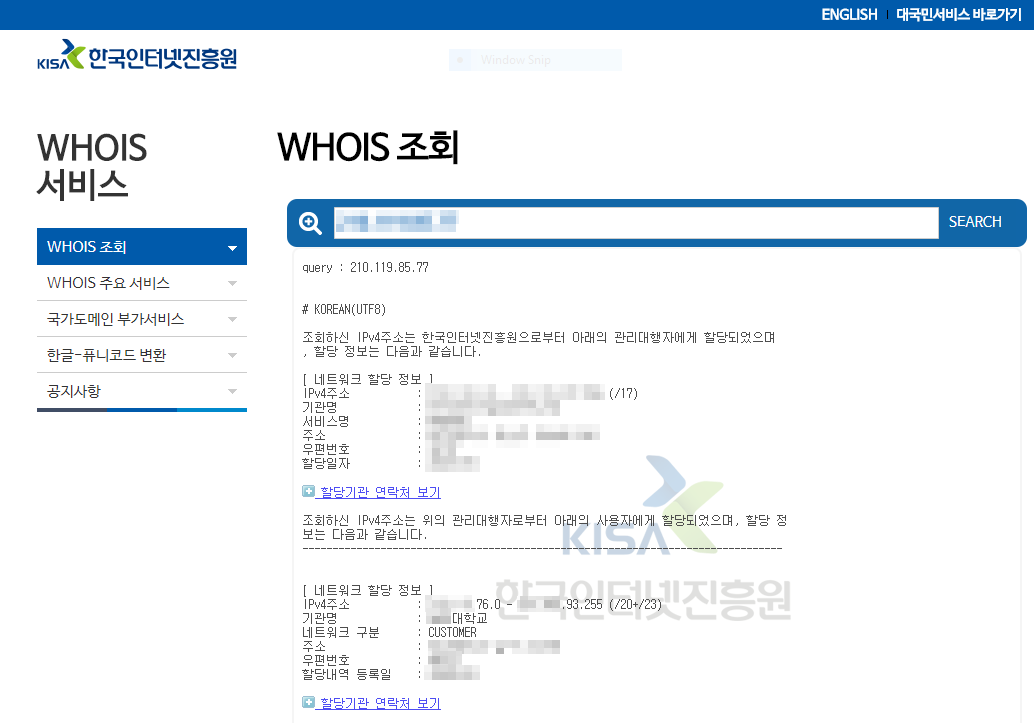 ENGLISH 대국민서비스 바로가기
KISA 한국인터넷진흥원
Window Snip
WHOIS
서비스
WHOIS 조회
WHOIS 주요 서비스
국가도메인 부가서비스
한글-퓨니코드 변환
공지사항
WHOIS 조회
SEARCH
query : 210.119.85.77
# KOREAN(UTF8)
조회하신 IPv4주소는 한국인터넷진흥원으로부터 아래의 관리대행자에게 할당되었으며
, 할당 정보는 다음과 같습니다.
[ 네트워크 할당 정보 ]
IPv4주소 : (/17)
기관명 :
서비스명 :
주소 :
우편번호 :
할당일자 :
할당기관 연락처 보기
조회하신 IPv4주소는 위의 관리대행자로부터 아래의 사용자에게 할당되었으며, 할당 정
보는 다음과 같습니다.
--------------------------------------------------------------------------------
[ 네트워크 할당 정보 ]
IPv4주소 : 76.0 - .93.255 (/20+/23)
기관명 : 대학교
네트워크 구분 : CUSTOMER
주소 :
우편번호 :
할당내역 등록일 :
할당기관 연락처 보기
KISA
한국인터넷진흥원